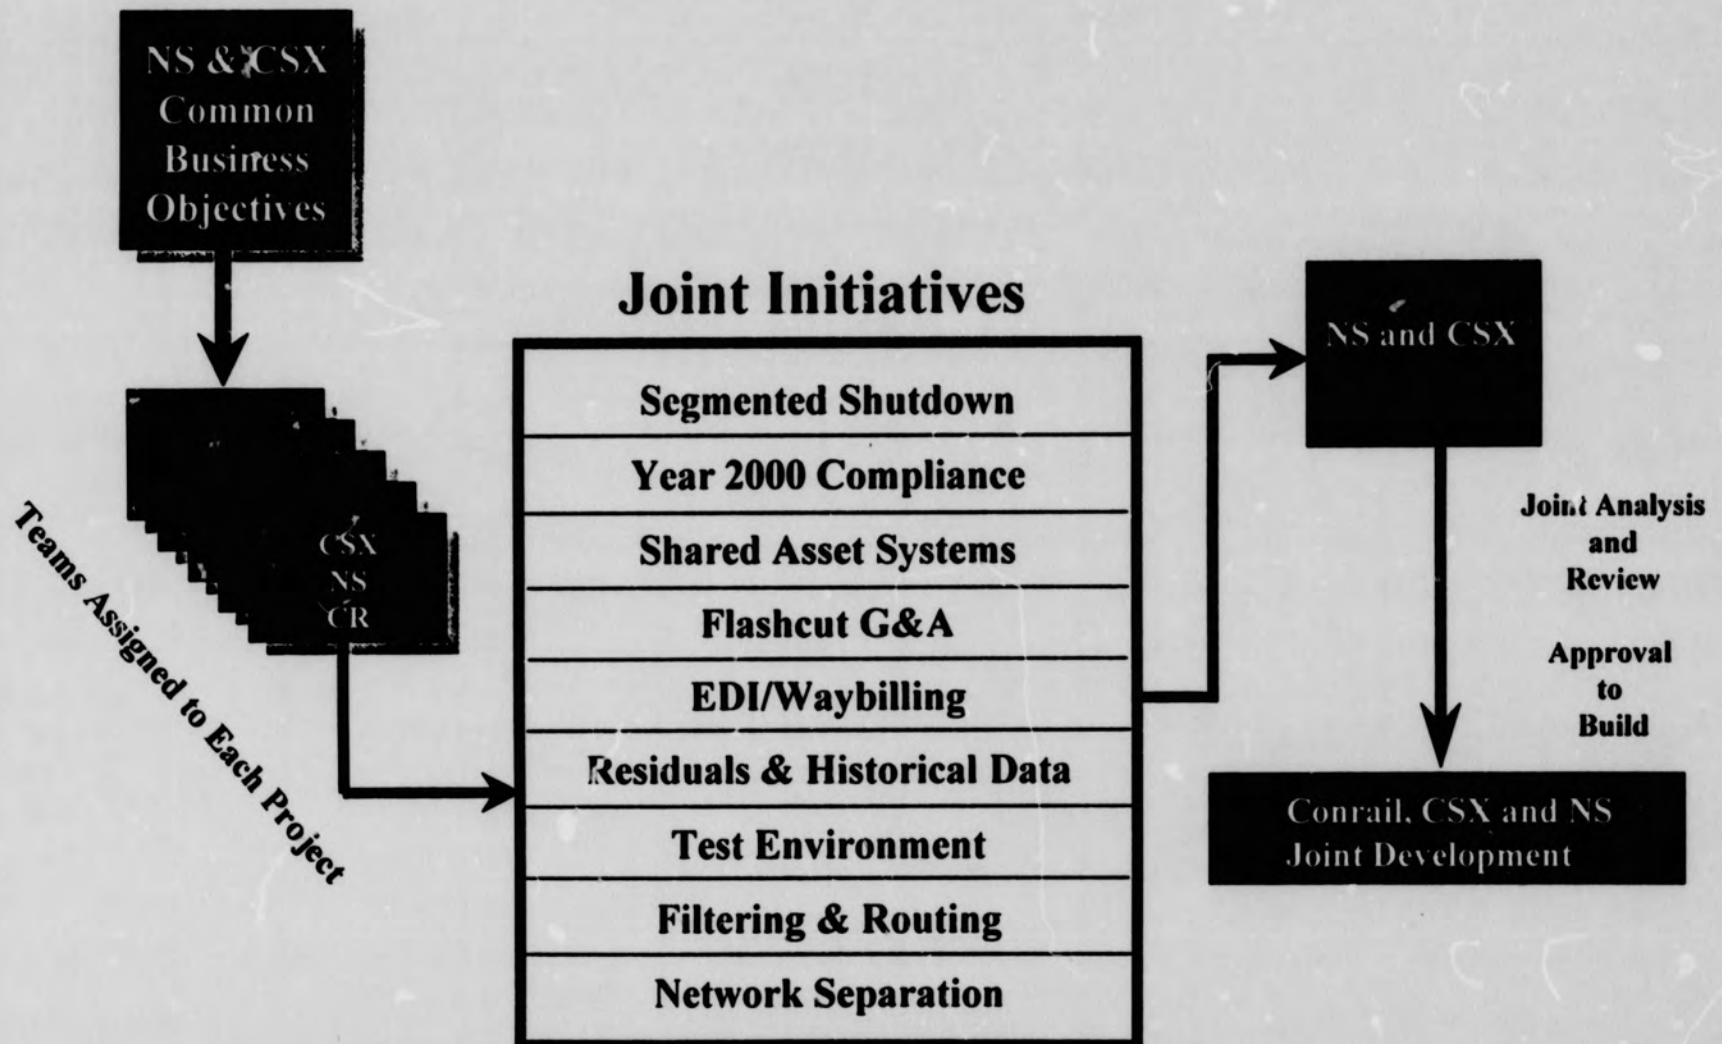 NS & CSX
Common
Business
Objectives
CSX
NS
CR
Teams Assigned to Each Project
Joint Initiatives
Segmented Shutdown
Year 2000 Compliance
Shared Asset Systems
Flashcut G&A
EDI/Waybilling
Residuals & Historical Data
Test Environment
Filtering & Routing
Network Separation
NS and CSX
Joint Analysis
and
Review
Approval
to
Build
Conrail, CSX and NS
Joint Development